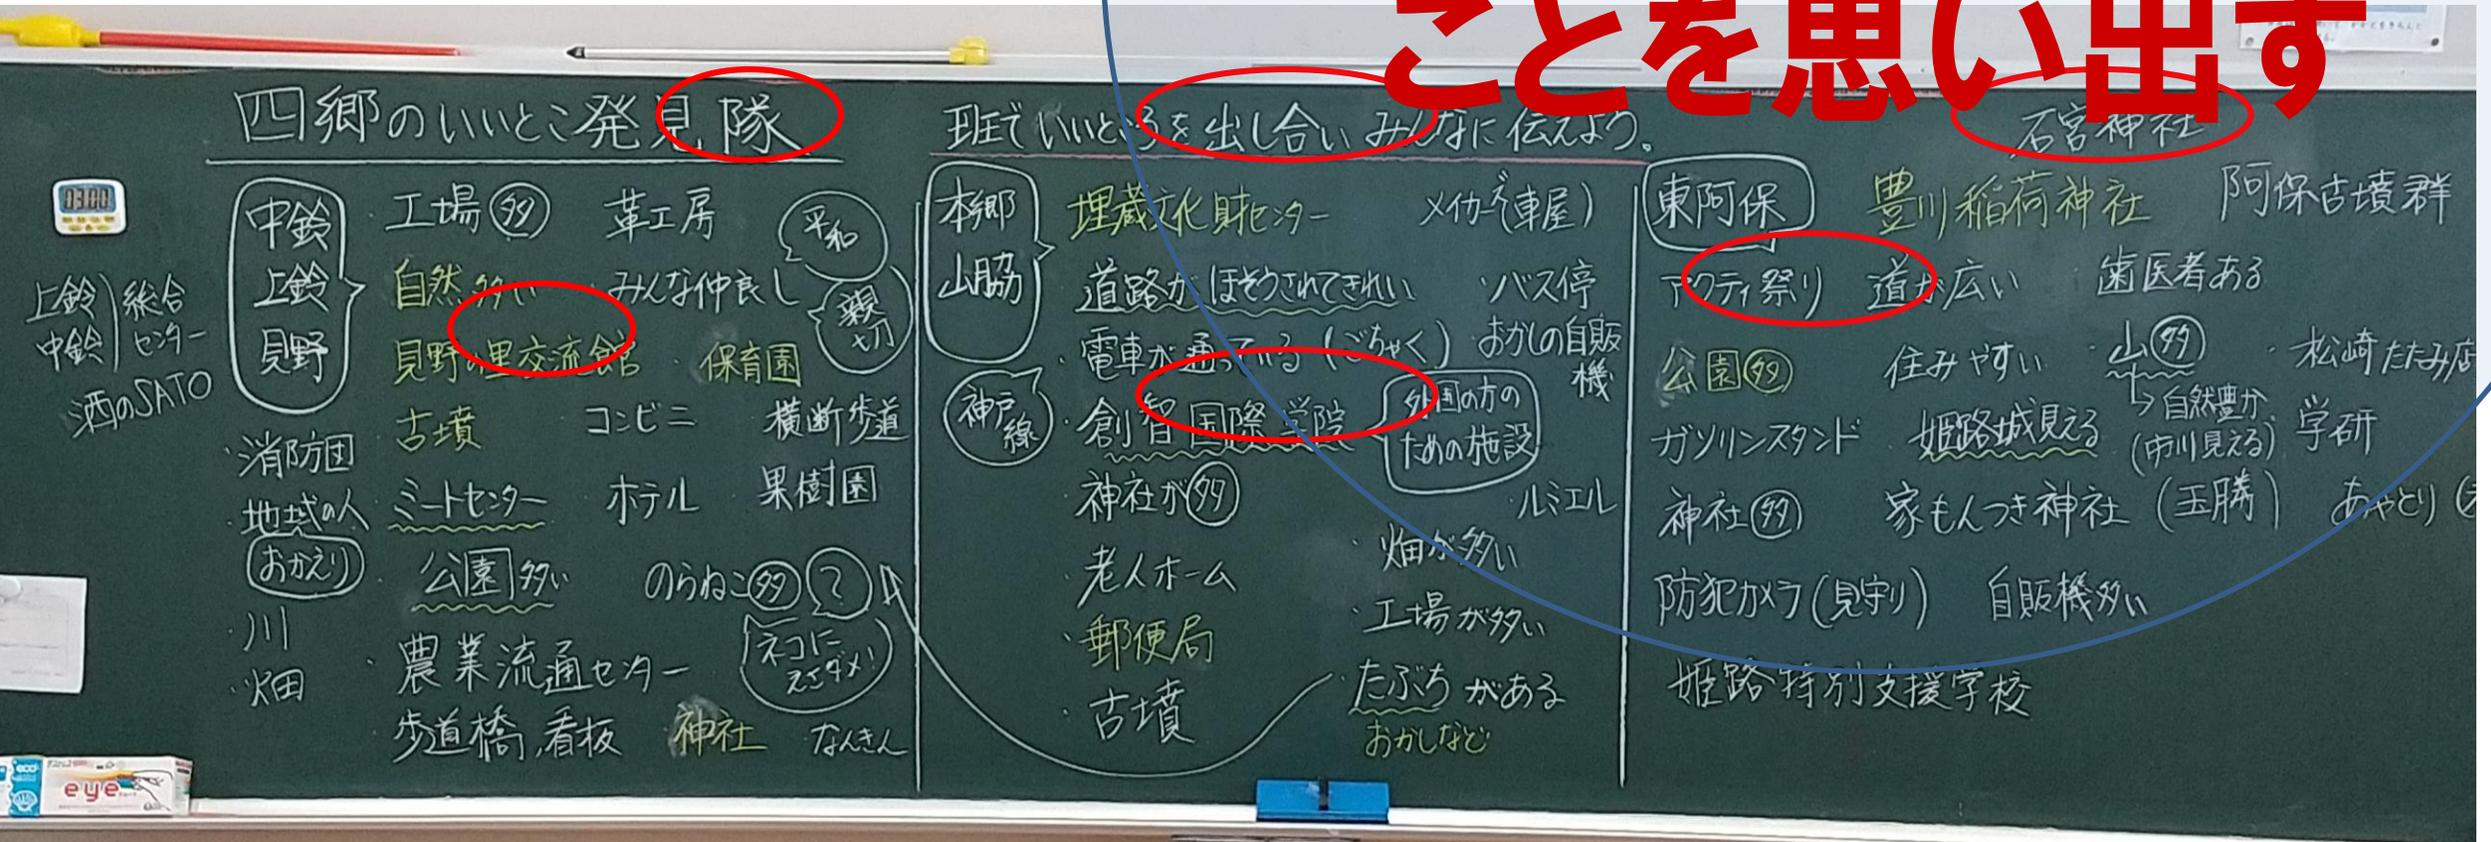 ことを思い出す
四郷のいいとこ発見隊
班でいいところを出し合いみんなに伝えよう。
石宮神社
上鈴 総合
中鈴 センター
酒のSATO
中鈴
上鈴
見野
・消防団
・地域の人
おかえり
・川
・畑
・工場多 革工房
平和
自然多い ・みんな仲良し
親切
見野の里交流館 ・保育園
古墳 コンビニ 横断歩道
・ミートセンター ホテル 果樹園
・公園多い のらねこ多 ?
・農業流通センター
ネコにえさダメ!
歩道橋,看板 神社 なんきん
本郷
山脇
埋蔵文化財センター
メイカーズ(車屋)
道路がほそうされてきれい ・バス停
・電車が通っている(ごちゃく) おかしの自販機
神戸線
・創智国際学院
外国の方の
ための施設
・神社が多
・ルミエル
・老人ホーム
・畑が多い
・郵便局
・工場が多い
・古墳
・たぶちがある
おかしなど
東阿保
豊川稲荷神社 阿保古墳群
アクティ祭り 道が広い 歯医者ある
公園多 住みやすい ・山多 ・松崎たたみ店
→自然豊か
(市川見える)
ガソリンスタンド 姫路城見える 学研
神社多 家もんつき神社(玉勝) あやとり
防犯カメラ(見守り) 自販機多い
姫路特別支援学校
eye